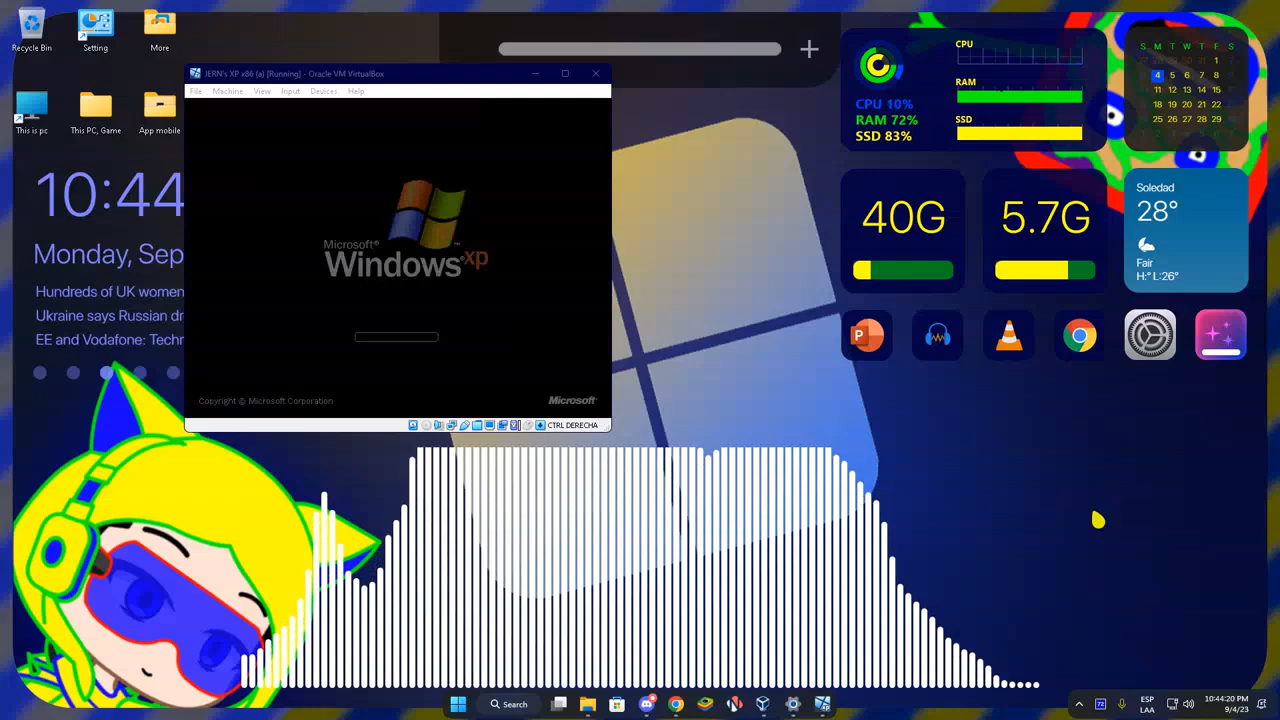 Recycle Bin
Setting
More
This is pc
This PC, Game
App mobile
10:44
Monday, Sep
Hundreds of UK women
Ukraine says Russian dr
EE and Vodafone: Techn
JERN's XP x86 (a) [Running] - Oracle VM VirtualBox
File Machine View Input Devices Help
Microsoft®
Windows xp
™
Copyright © Microsoft Corporation
Microsoft
CTRL DERECHA
CPU 10%
RAM 72%
SSD 83%
CPU
RAM
SSD
S M T W T F S
1
4 5 6 7 8
11 12 13 14 15
18 19 20 21 22
25 26 27 28 29
40G
5.7G
Soledad
28°
Fair
H:° L:26°
P
Search
72
ESP
LAA
10:44:20 PM
9/4/23